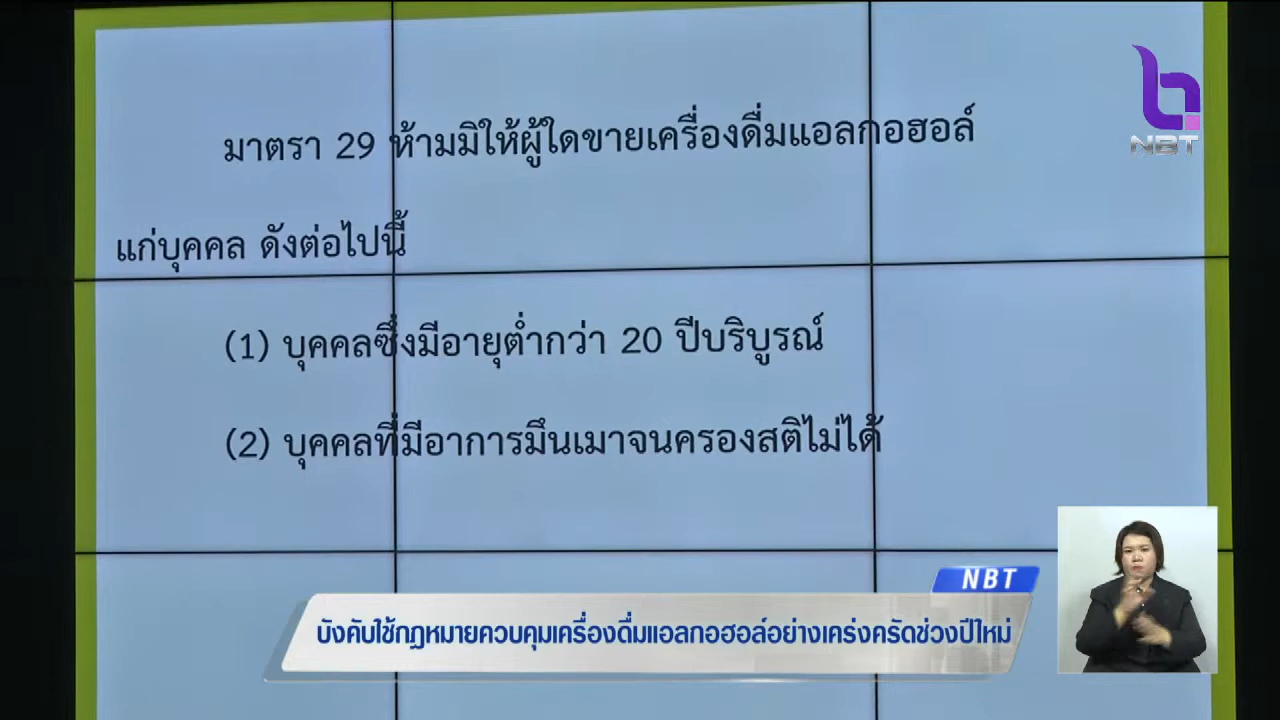 มาตรา 29 ห้ามมิให้ผู้ใดขายเครื่องดื่มแอลกอฮอล์
แก่บุคคล ดังต่อไปนี้
(1) บุคคลซึ่งมีอายุต่ำกว่า 20 ปีบริบูรณ์
(2) บุคคลที่มีอาการมึนเมาจนครองสติไม่ได้
NBT
NBT
บังคับใช้กฎหมายควบคุมเครื่องดื่มแอลกอฮอล์อย่างเคร่งครัดช่วงปีใหม่